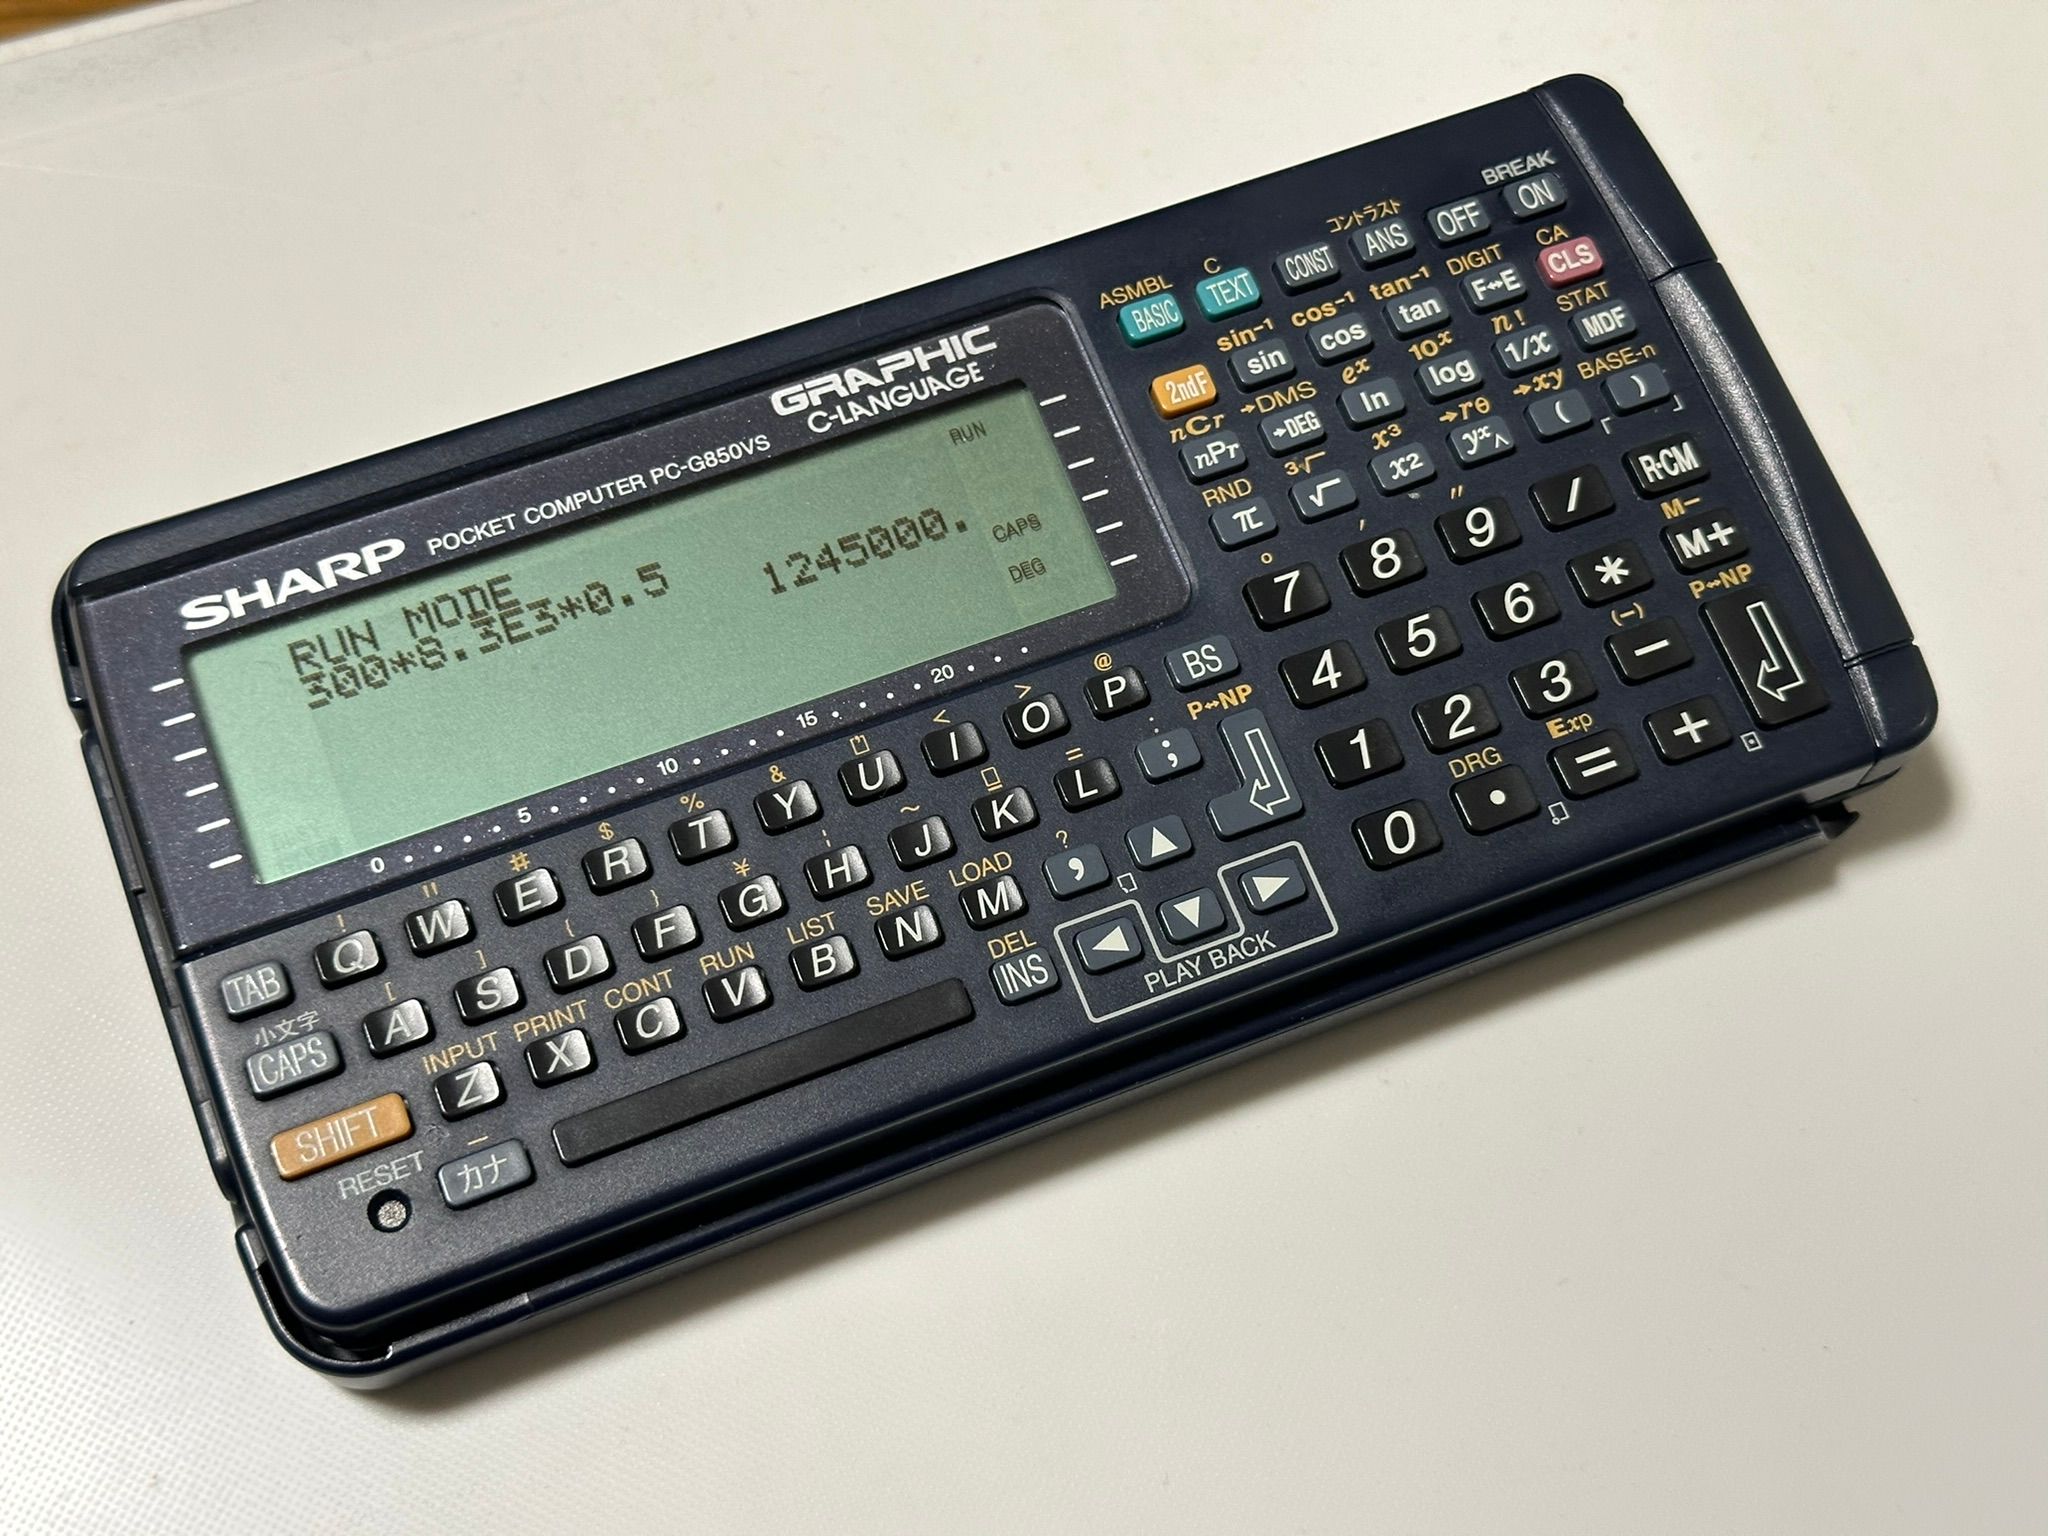 BREAK
コントラスト
ANS OFF ON
ASMBL C CONST DIGIT CA
BASIC TEXT F↔E CLS
sin⁻¹ cos⁻¹ tan⁻¹ n! STAT
2ndF sin cos tan 1/x MDF
nCr →DMS eˣ 10ˣ →xy BASE-n
nPr →DEG ln log ( )
RND ³√ x³ →rθ
π √ x² yˣ^
SHARP POCKET COMPUTER PC-G850VS
GRAPHIC
C-LANGUAGE
RUN
RUN MODE
300*8.3E3*0.5 1245000.
CAPS
DEG
0 5 10 15 20
° ' "
7 8 9 / R•CM
M−
4 5 6 * M+
(−) P↔NP
1 2 3 −
DRG Exp
0 • = +
! " # $ % & < > @
TAB Q W E R T Y U I O P BS
[ ] { } ¥ ¦ ~ = : P↔NP
小文字
CAPS A S D F G H J K L ;
INPUT PRINT CONT RUN LIST SAVE LOAD ?
SHIFT Z X C V B N M ,
DEL
RESET カナ INS
PLAY BACK